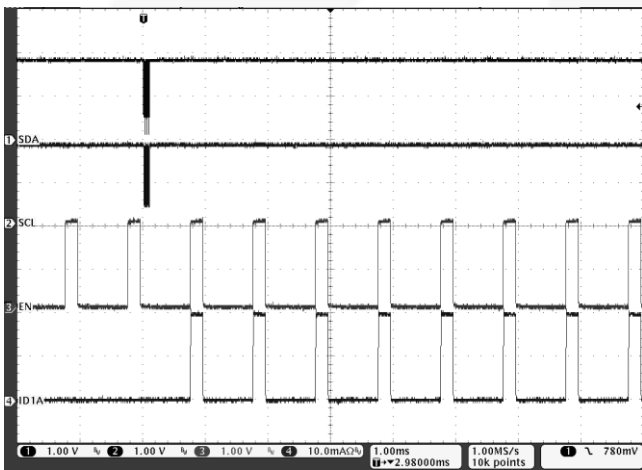 T
1 SDA
2 SCL
3 EN
4 ID1A
1 1.00 V 2 1.00 V 3 1.00 V 4 10.0mAΩ 1.00ms 1.00MS/s 1 780mV
T→▼2.98000ms 10k points